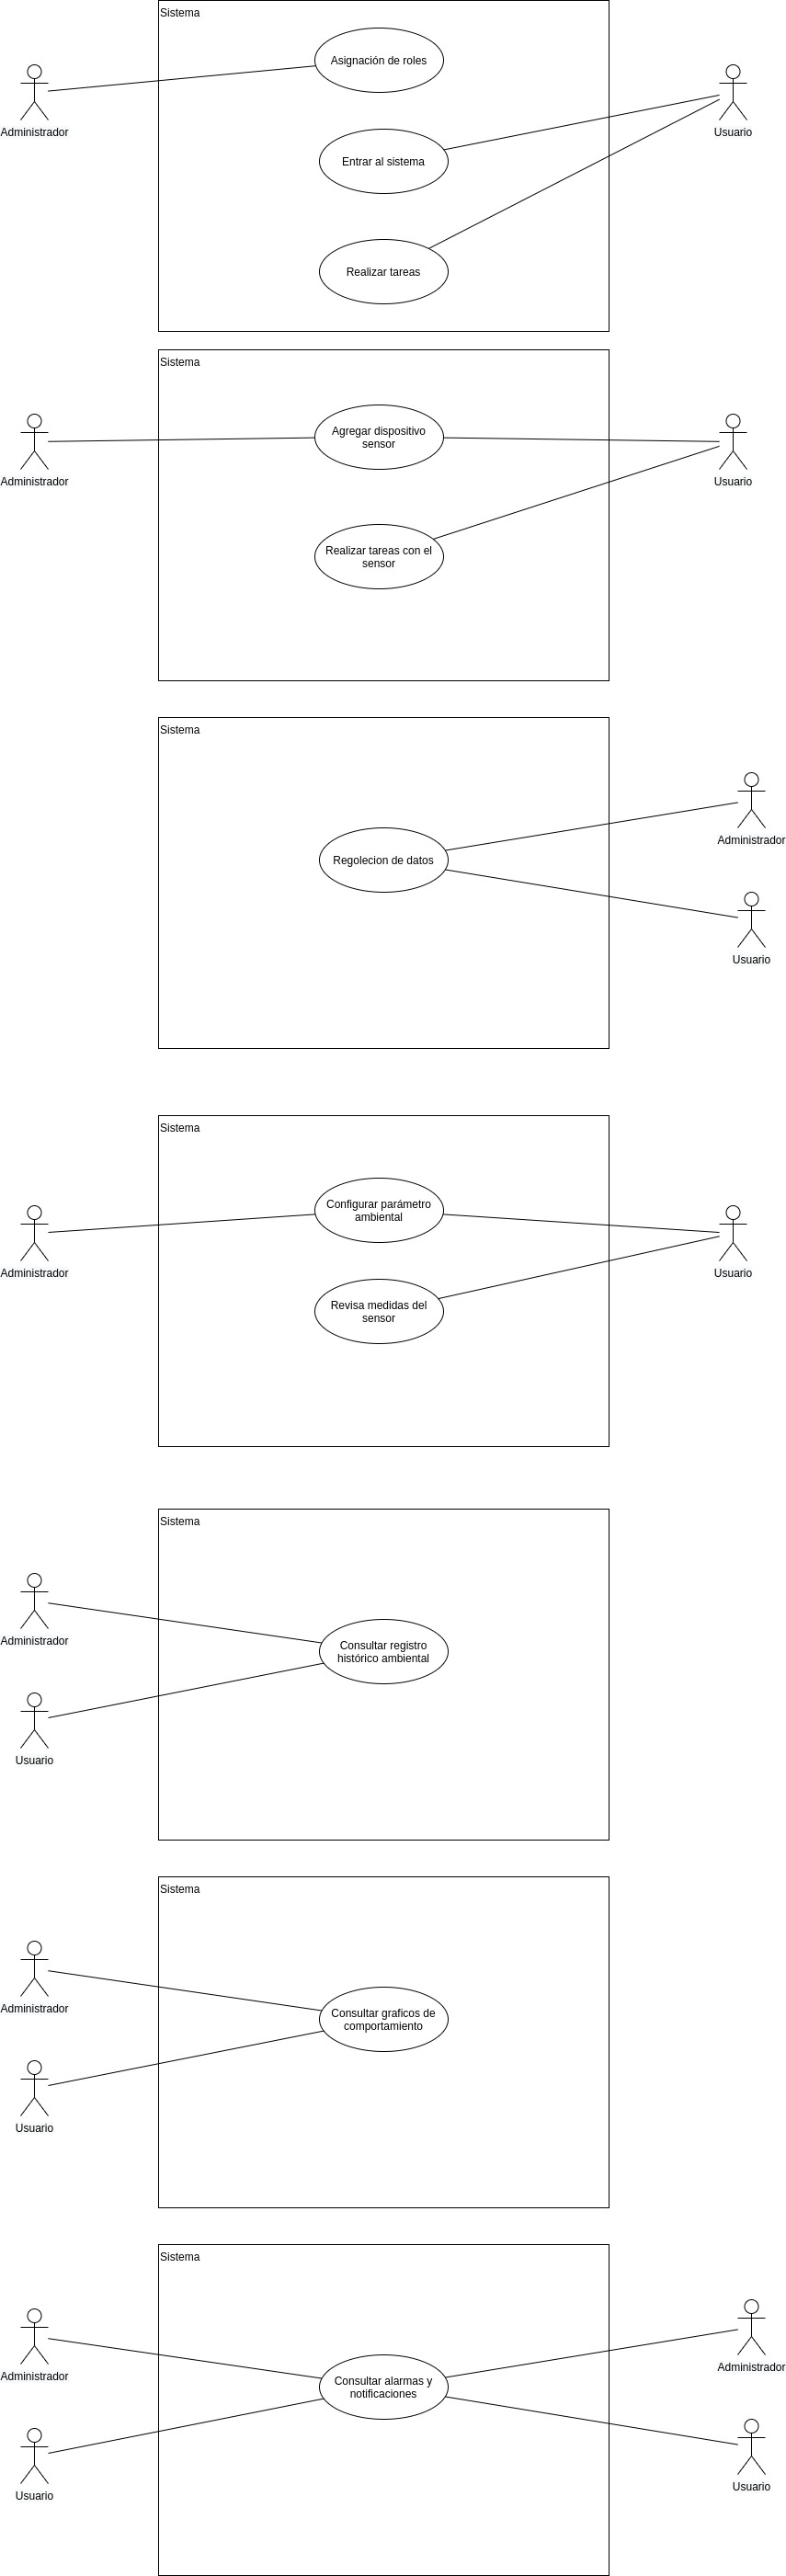 Sistema
Asignación de roles
Administrador
Usuario
Entrar al sistema
Realizar tareas
Sistema
Agregar dispositivo
sensor
Administrador
Usuario
Realizar tareas con el
sensor
Sistema
Administrador
Regolecion de datos
Usuario
Sistema
Configurar parámetro
ambiental
Administrador
Usuario
Revisa medidas del
sensor
Sistema
Administrador
Consultar registro
histórico ambiental
Usuario
Sistema
Administrador
Consultar graficos de
comportamiento
Usuario
Sistema
Administrador
Administrador
Consultar alarmas y
notificaciones
Usuario
Usuario